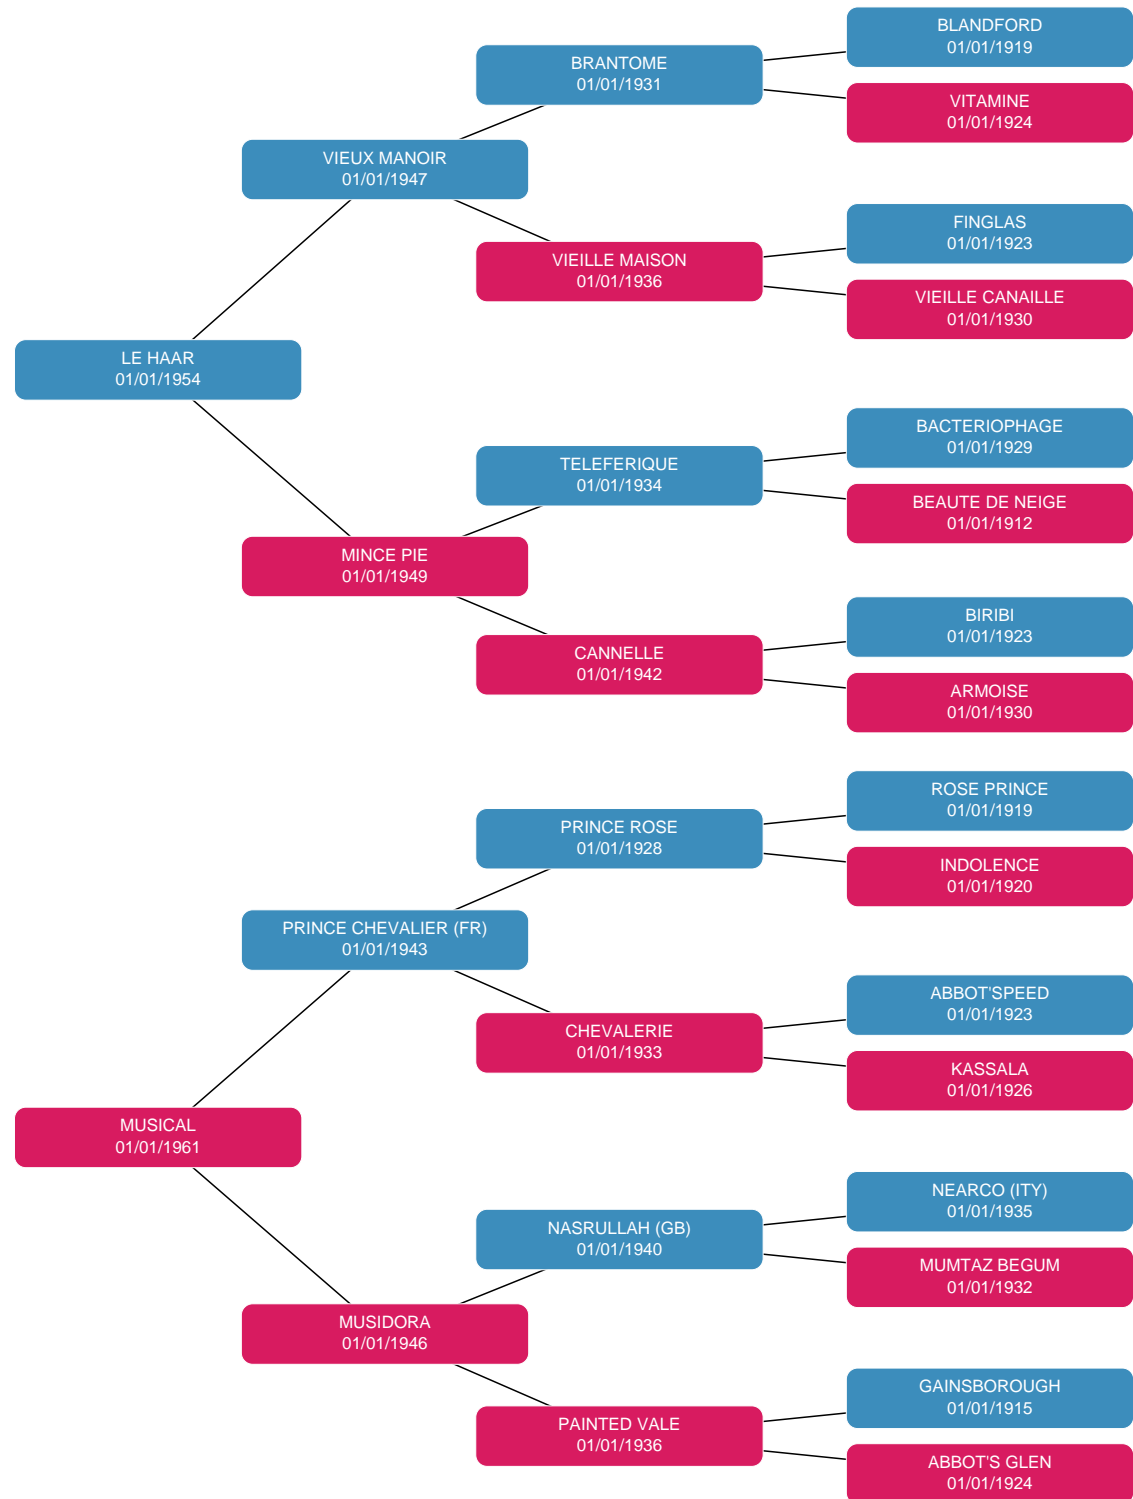 BLANDFORD
01/01/1919
BRANTOME
01/01/1931
VITAMINE
01/01/1924
VIEUX MANOIR
01/01/1947
FINGLAS
01/01/1923
VIEILLE MAISON
01/01/1936
VIEILLE CANAILLE
01/01/1930
LE HAAR
01/01/1954
BACTERIOPHAGE
01/01/1929
TELEFERIQUE
01/01/1934
BEAUTE DE NEIGE
01/01/1912
MINCE PIE
01/01/1949
BIRIBI
01/01/1923
CANNELLE
01/01/1942
ARMOISE
01/01/1930
ROSE PRINCE
01/01/1919
PRINCE ROSE
01/01/1928
INDOLENCE
01/01/1920
PRINCE CHEVALIER (FR)
01/01/1943
ABBOT'SPEED
01/01/1923
CHEVALERIE
01/01/1933
KASSALA
01/01/1926
MUSICAL
01/01/1961
NEARCO (ITY)
01/01/1935
NASRULLAH (GB)
01/01/1940
MUMTAZ BEGUM
01/01/1932
MUSIDORA
01/01/1946
GAINSBOROUGH
01/01/1915
PAINTED VALE
01/01/1936
ABBOT'S GLEN
01/01/1924